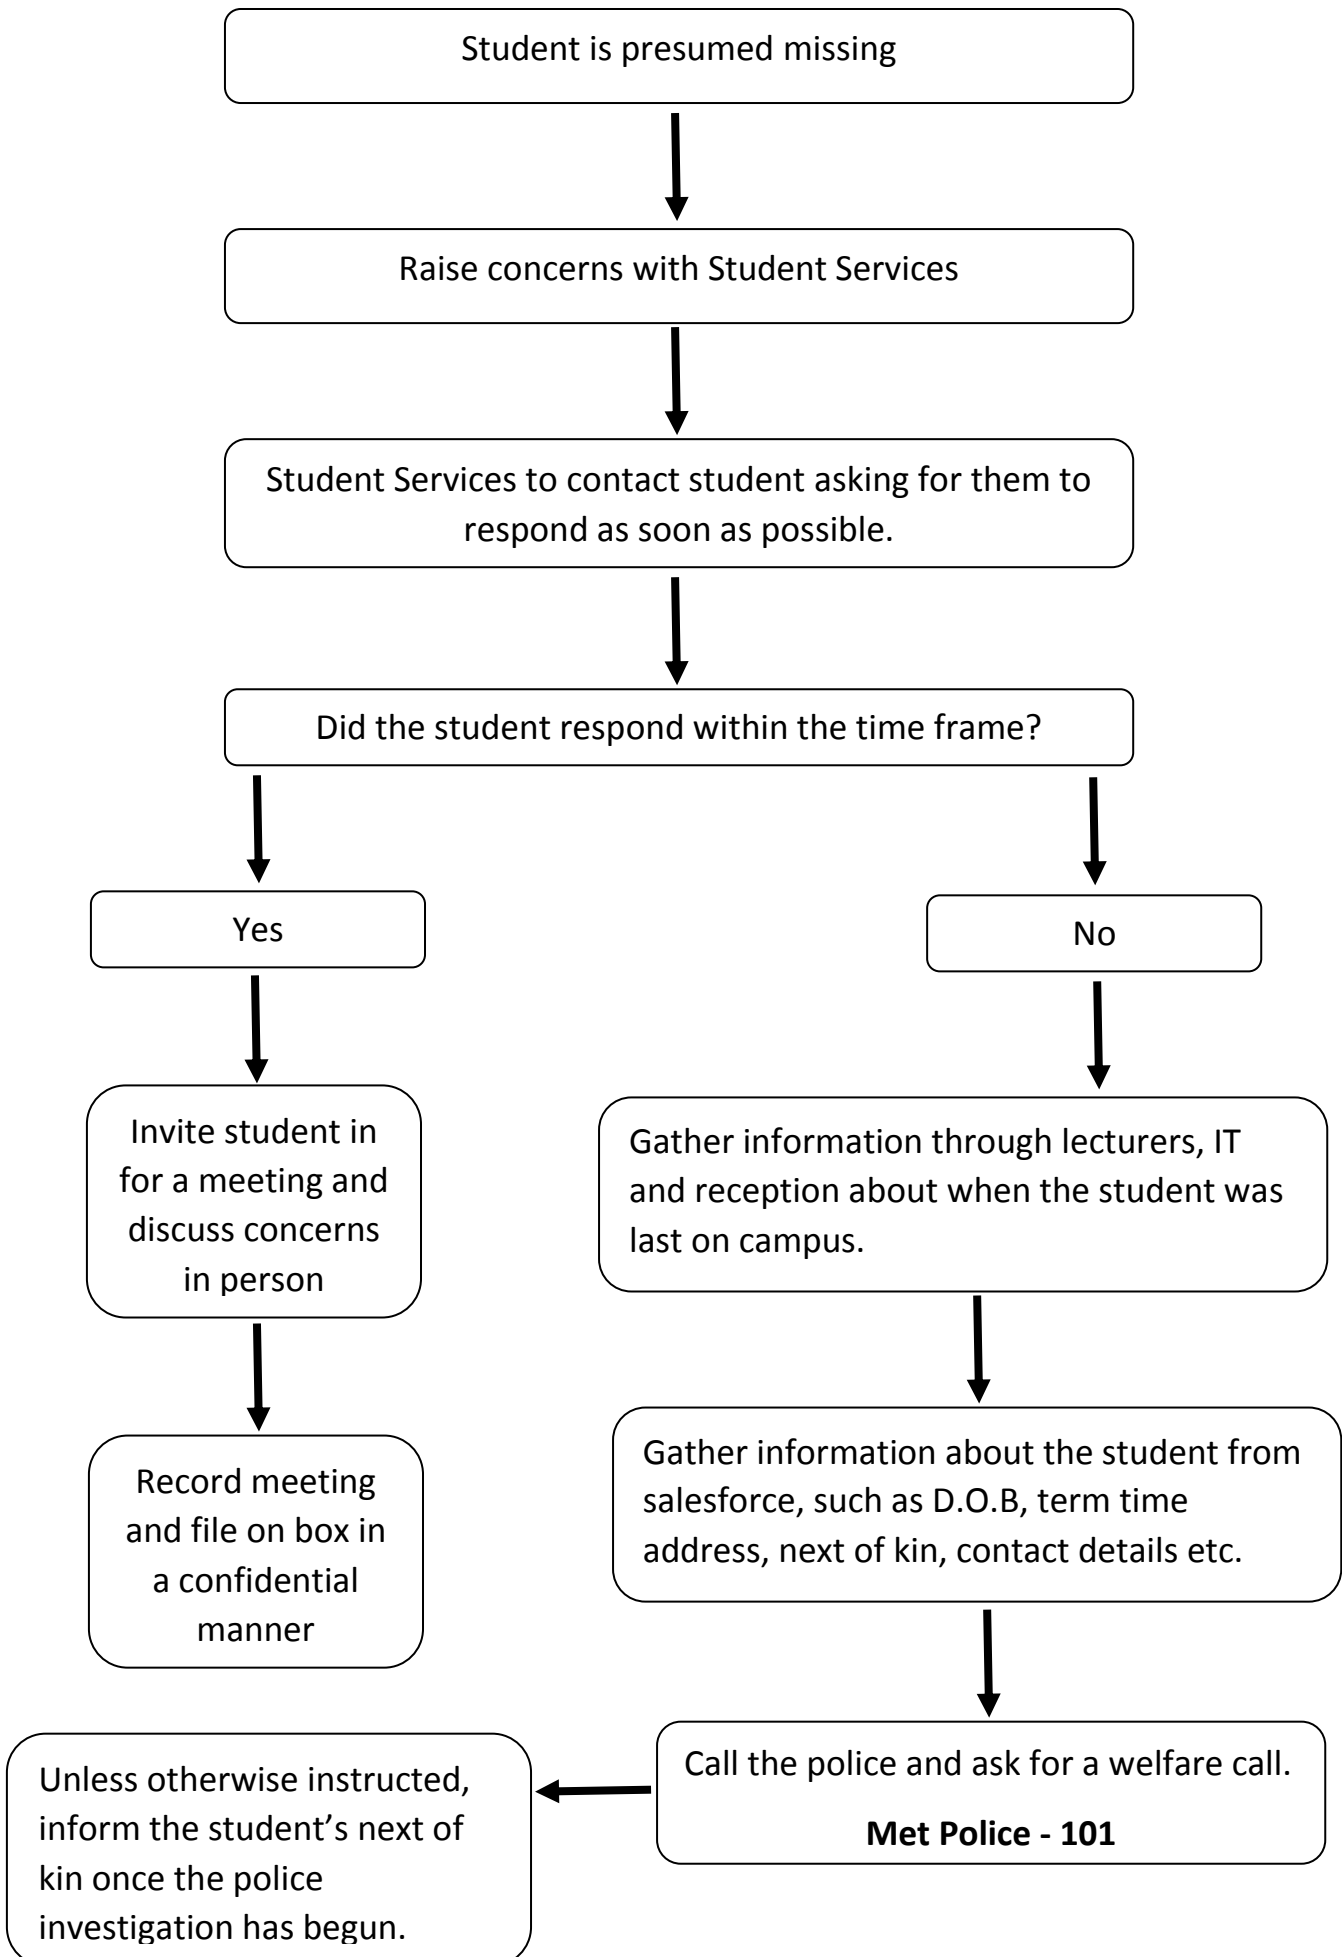 Student is presumed missing
Raise concerns with Student Services
Student Services to contact student asking for them to
respond as soon as possible.
Did the student respond within the time frame?
Yes
No
Invite student in
for a meeting and
discuss concerns
in person
Record meeting
and file on box in
a confidential
manner
Gather information through lecturers, IT
and reception about when the student was
last on campus.
Gather information about the student from
salesforce, such as D.O.B, term time
address, next of kin, contact details etc.
Call the police and ask for a welfare call.
Met Police - 101
Unless otherwise instructed,
inform the student’s next of
kin once the police
investigation has begun.